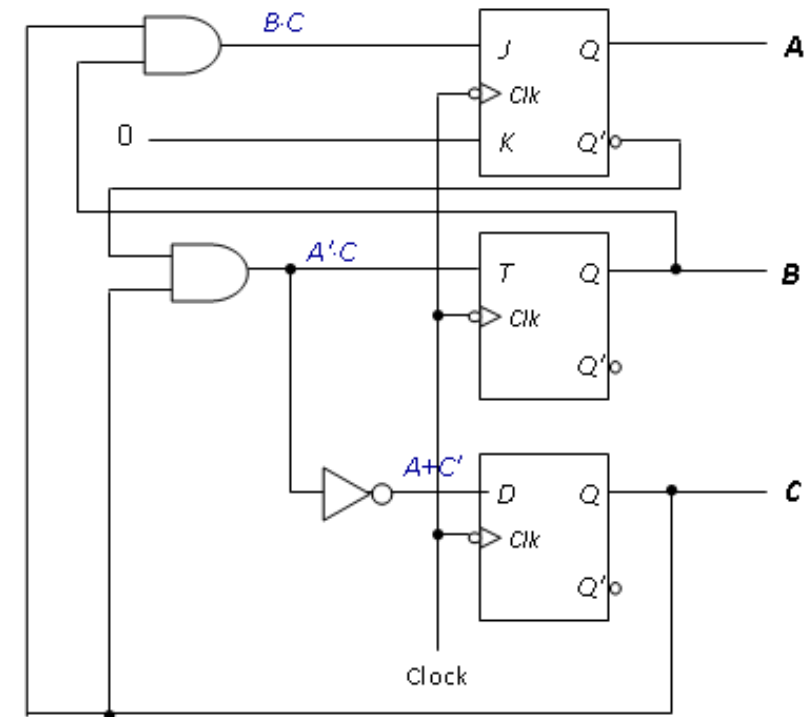 B·C
J Q A
Clk
0 K Q'
A'·C
T Q B
Clk
Q'
A+C'
D Q C
Clk
Q'
Clock